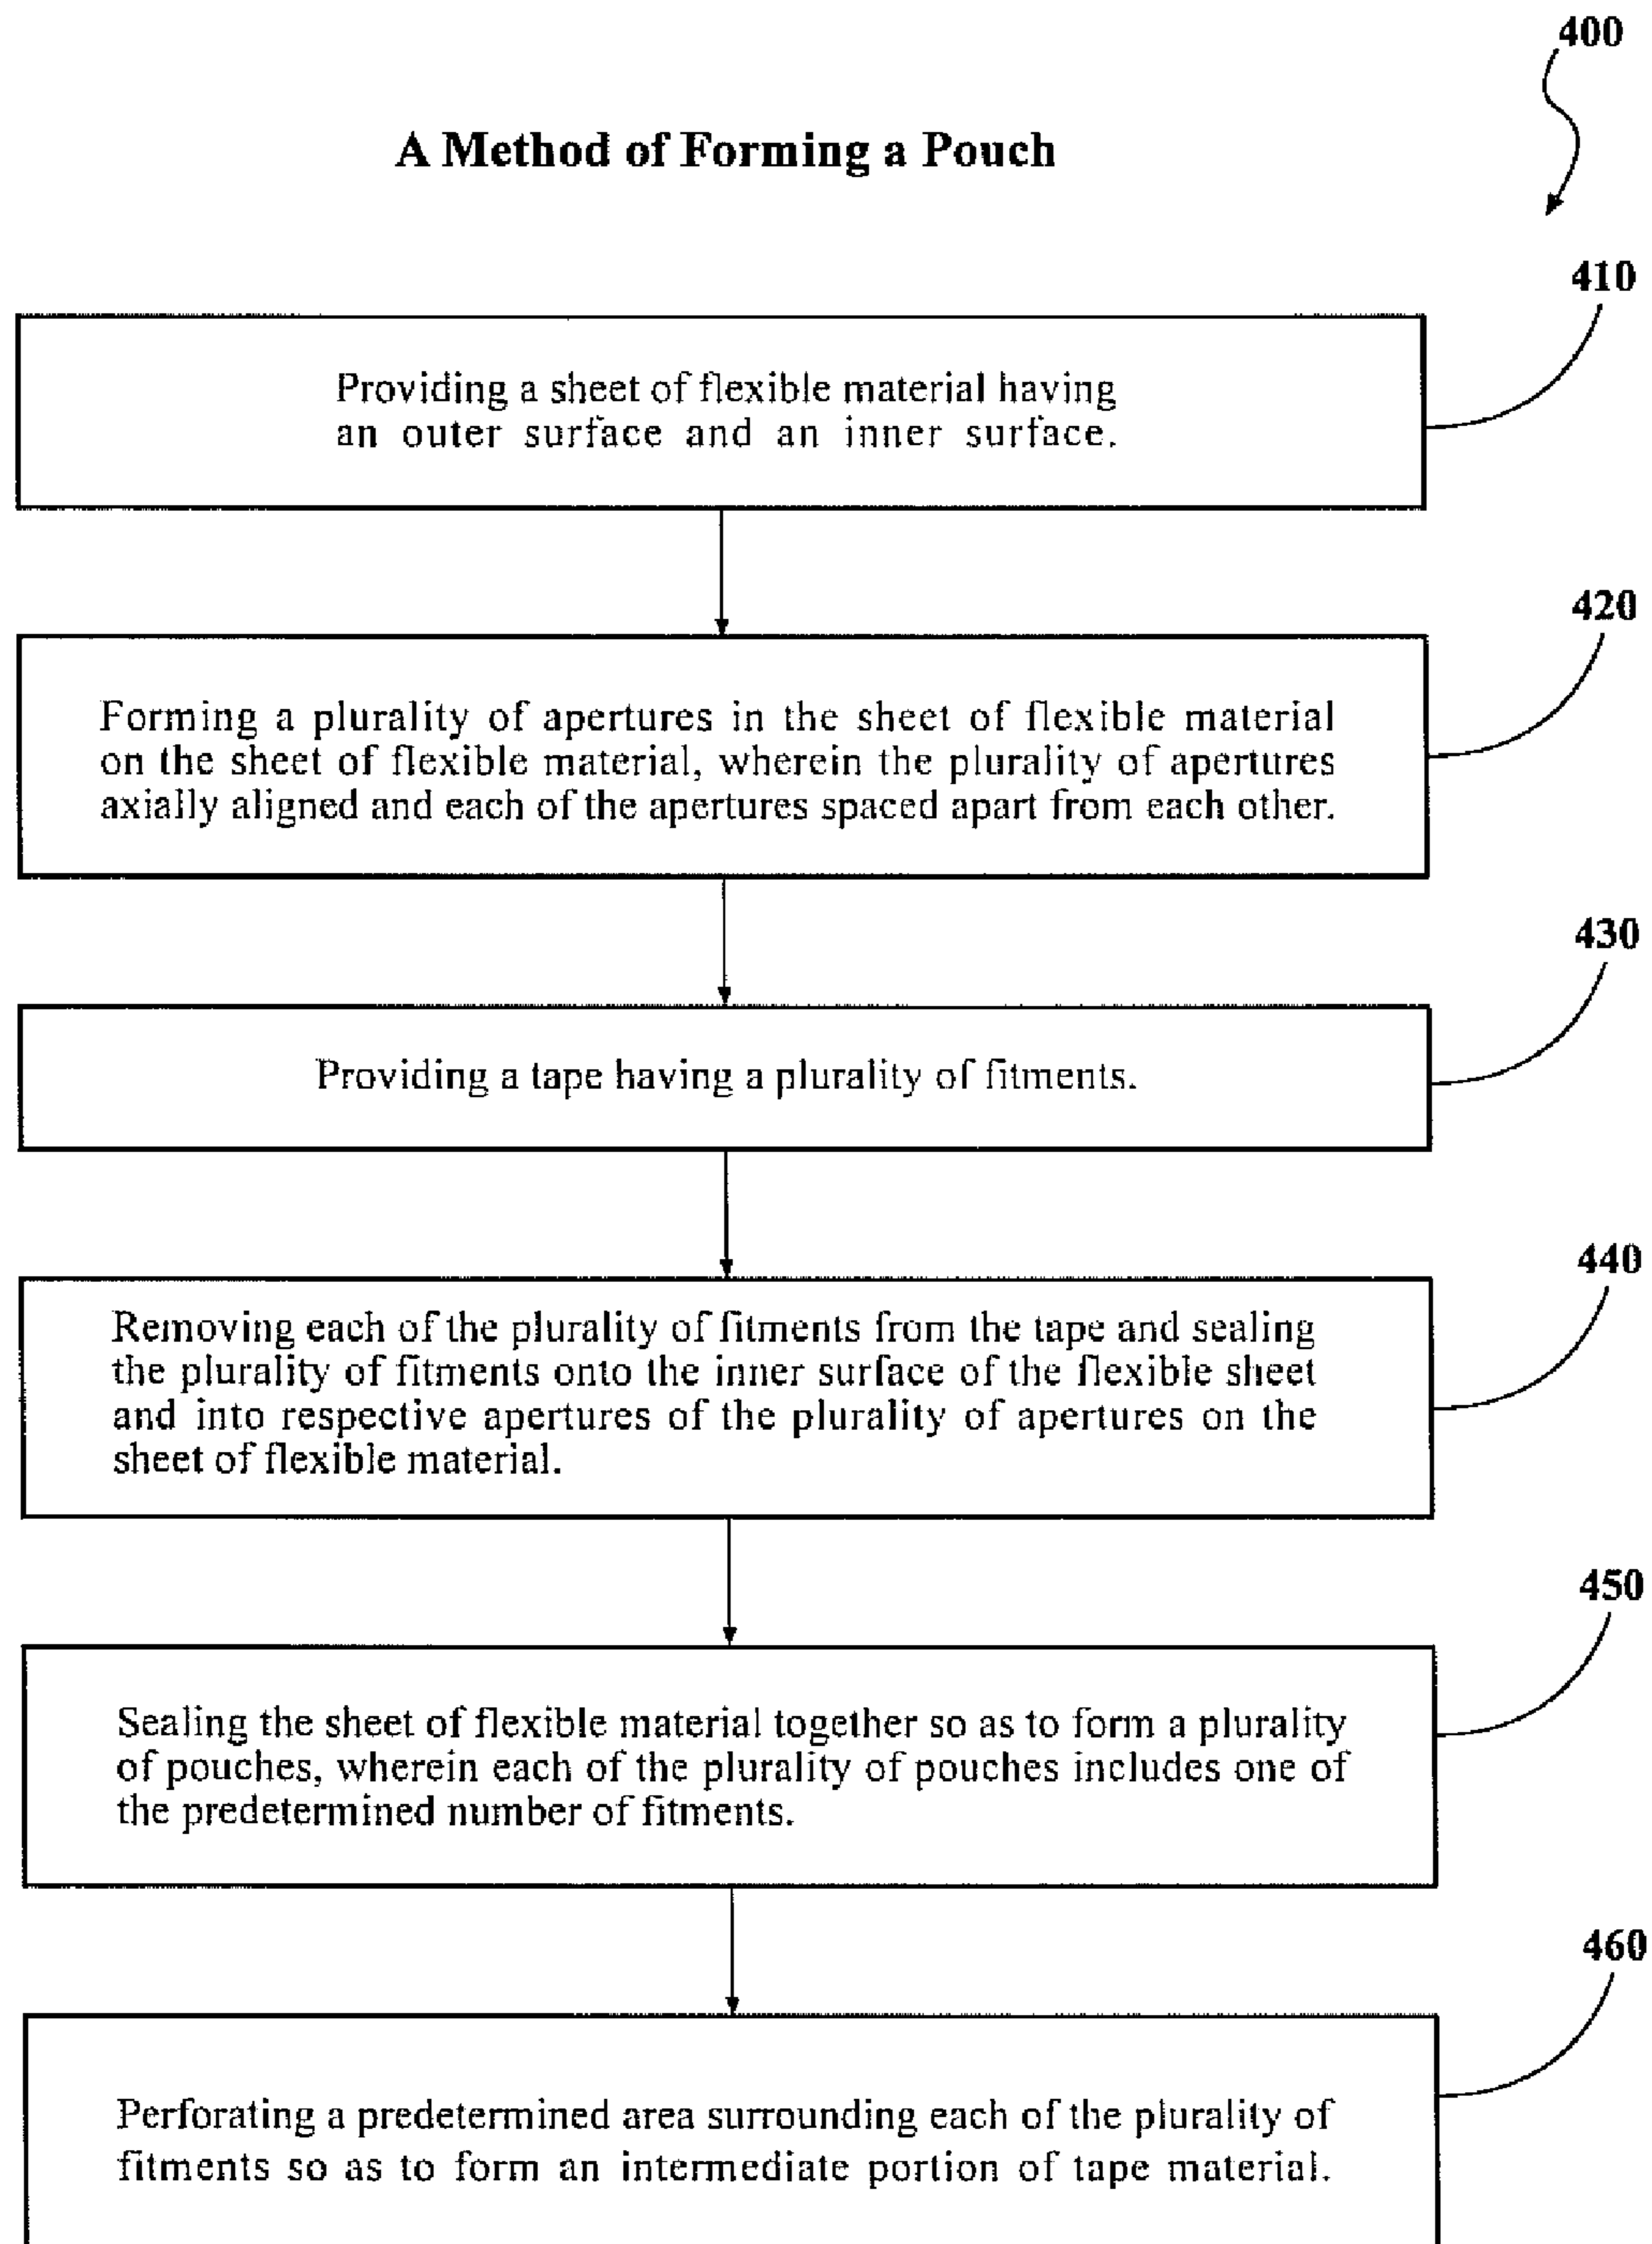 400
A Method of Forming a Pouch
410
Providing a sheet of flexible material having
an outer surface and an inner surface.
420
Forming a plurality of apertures in the sheet of flexible material
on the sheet of flexible material, wherein the plurality of apertures
axially aligned and each of the apertures spaced apart from each other.
430
Providing a tape having a plurality of fitments.
440
Removing each of the plurality of fitments from the tape and sealing
the plurality of fitments onto the inner surface of the flexible sheet
and into respective apertures of the plurality of apertures on the
sheet of flexible material.
450
Sealing the sheet of flexible material together so as to form a plurality
of pouches, wherein each of the plurality of pouches includes one of
the predetermined number of fitments.
460
Perforating a predetermined area surrounding each of the plurality of
fitments so as to form an intermediate portion of tape material.